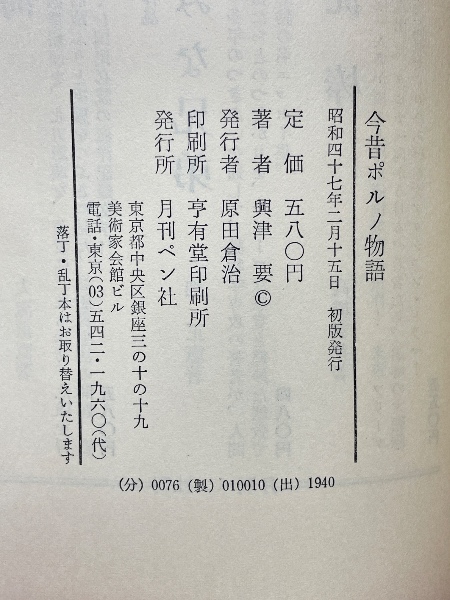 今昔ポルノ物語
昭和四十七年二月十五日　初版発行
定　価　五八〇円
著　者　興津　要©
発行者　原田倉治
印刷所　亨有堂印刷所
発行所　月刊ペン社
東京都中央区銀座三の十の十九
美術家会館ビル
電話・東京(03)五四二・一九六〇(代)
落丁・乱丁本はお取り替えいたします
(分) 0076 (製) 010010 (出) 1940